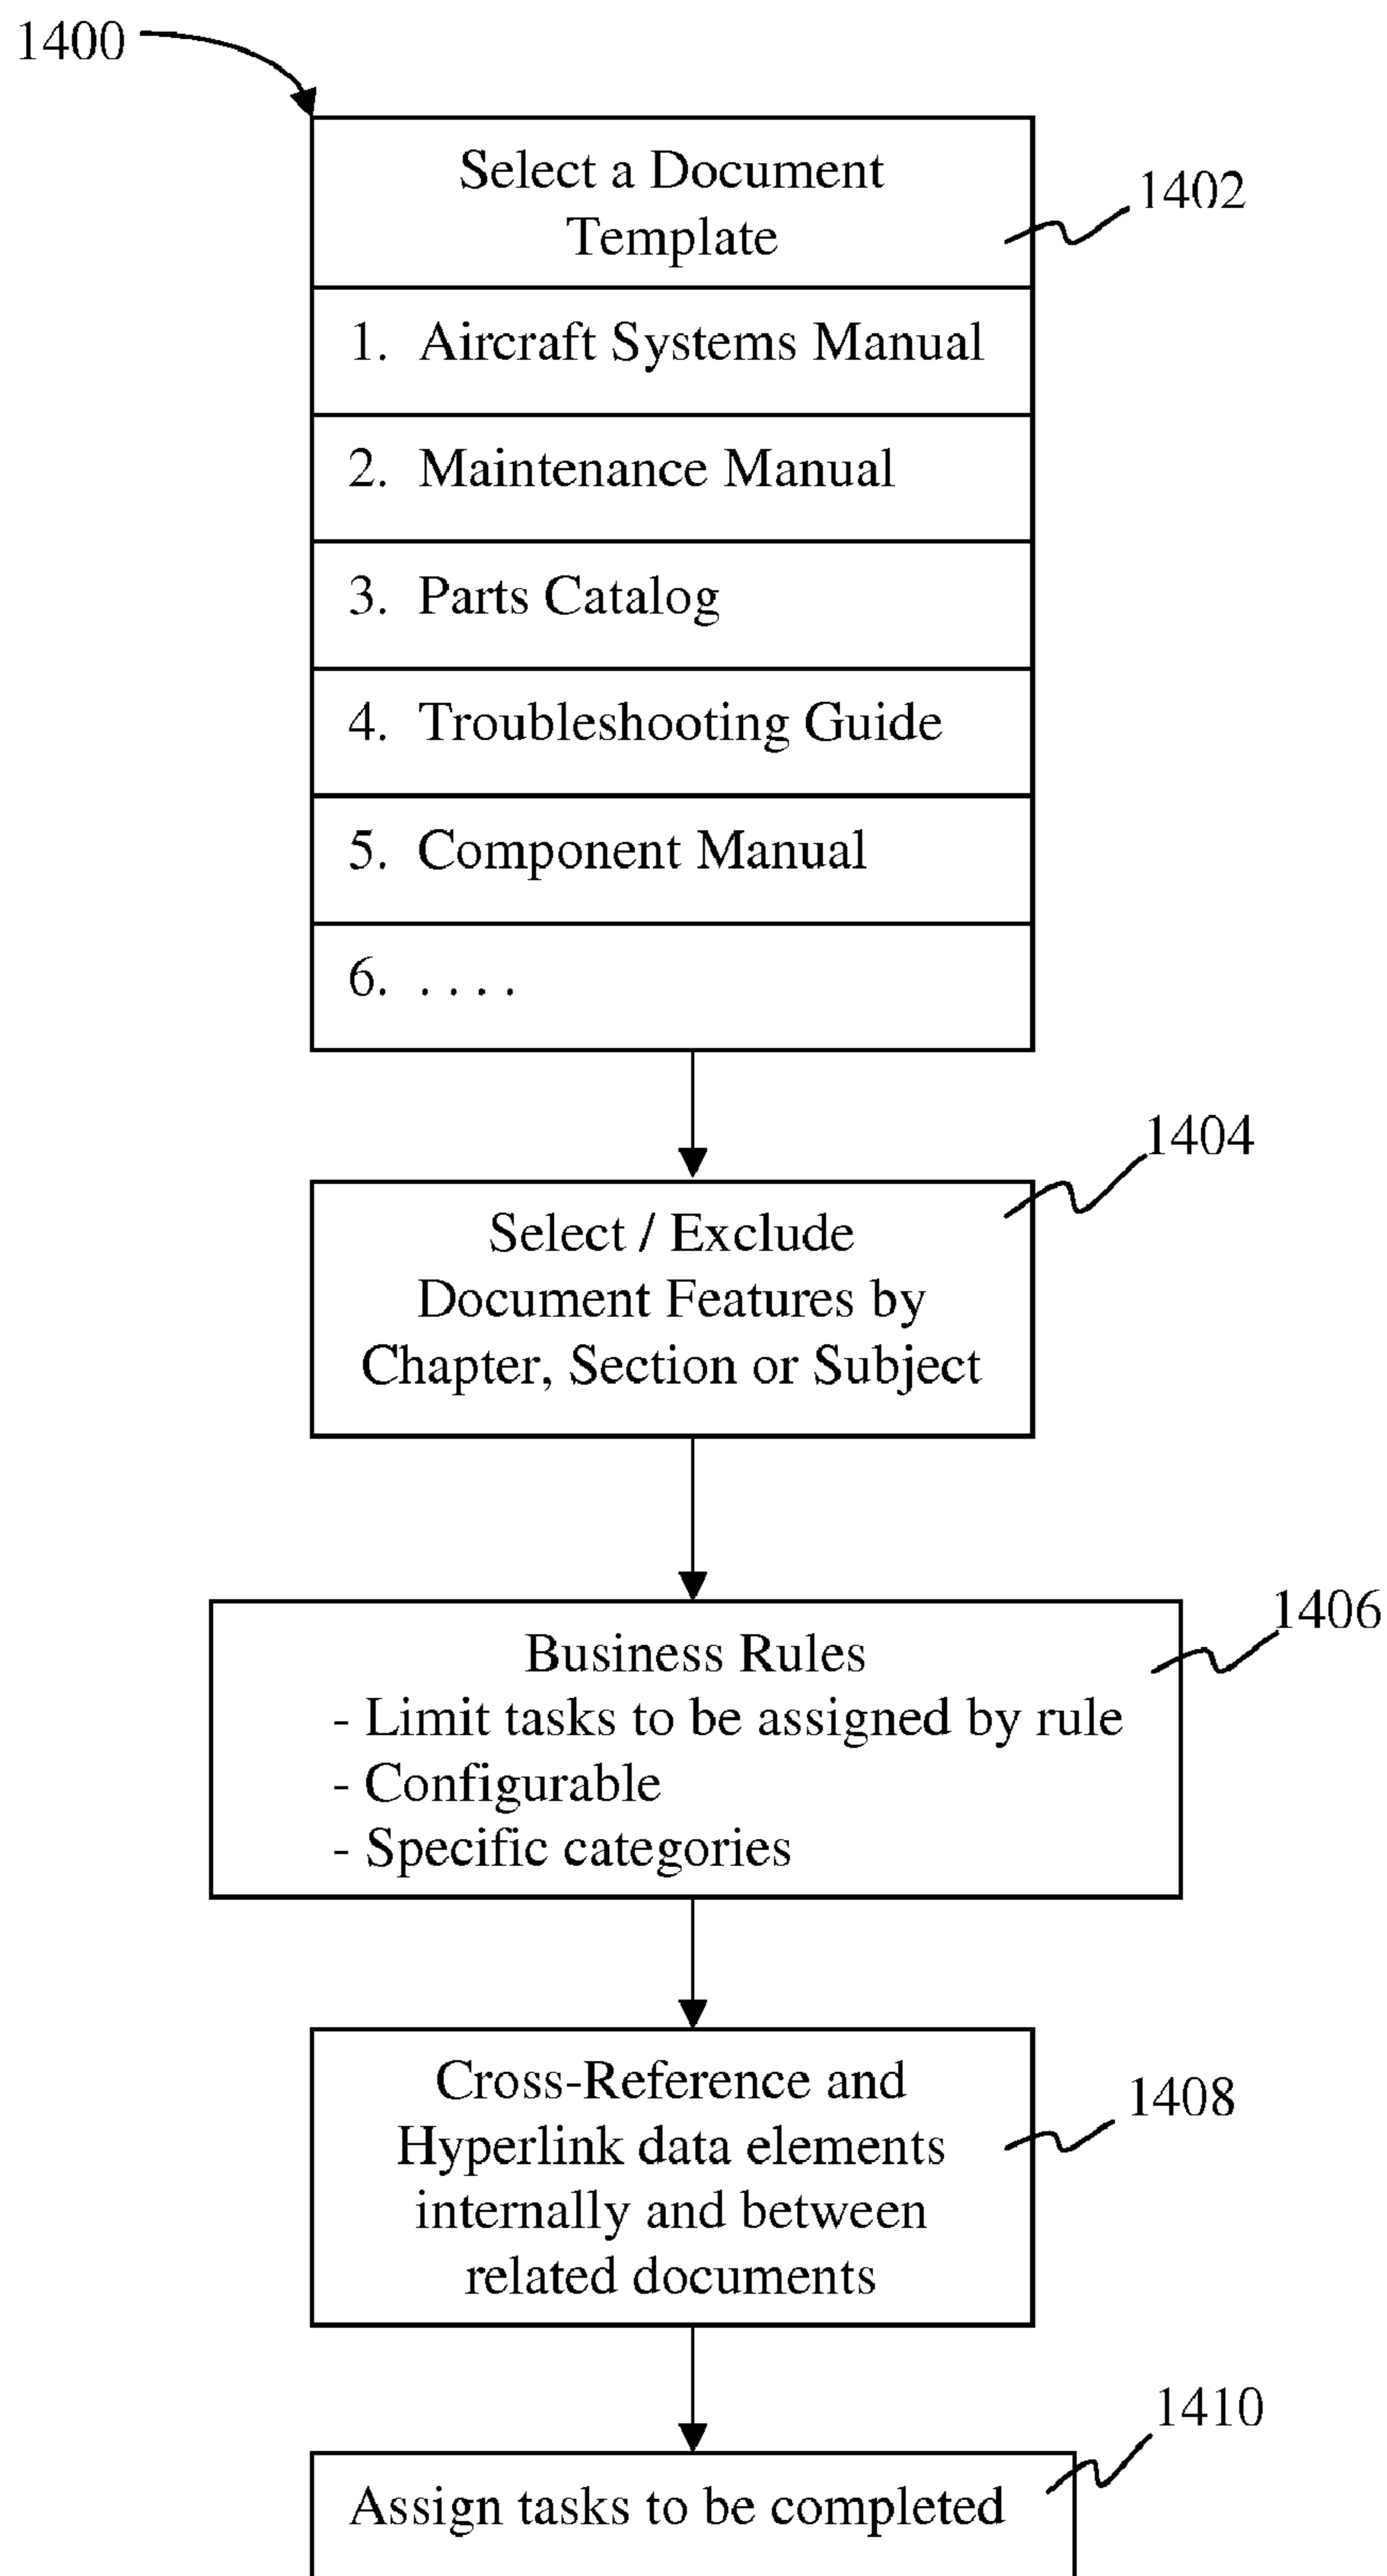 1400
Select a Document
Template
1402
1. Aircraft Systems Manual
2. Maintenance Manual
3. Parts Catalog
4. Troubleshooting Guide
5. Component Manual
6. . . . .
1404
Select / Exclude
Document Features by
Chapter, Section or Subject
1406
Business Rules
- Limit tasks to be assigned by rule
- Configurable
- Specific categories
Cross-Reference and
1408
Hyperlink data elements
internally and between
related documents
1410
Assign tasks to be completed